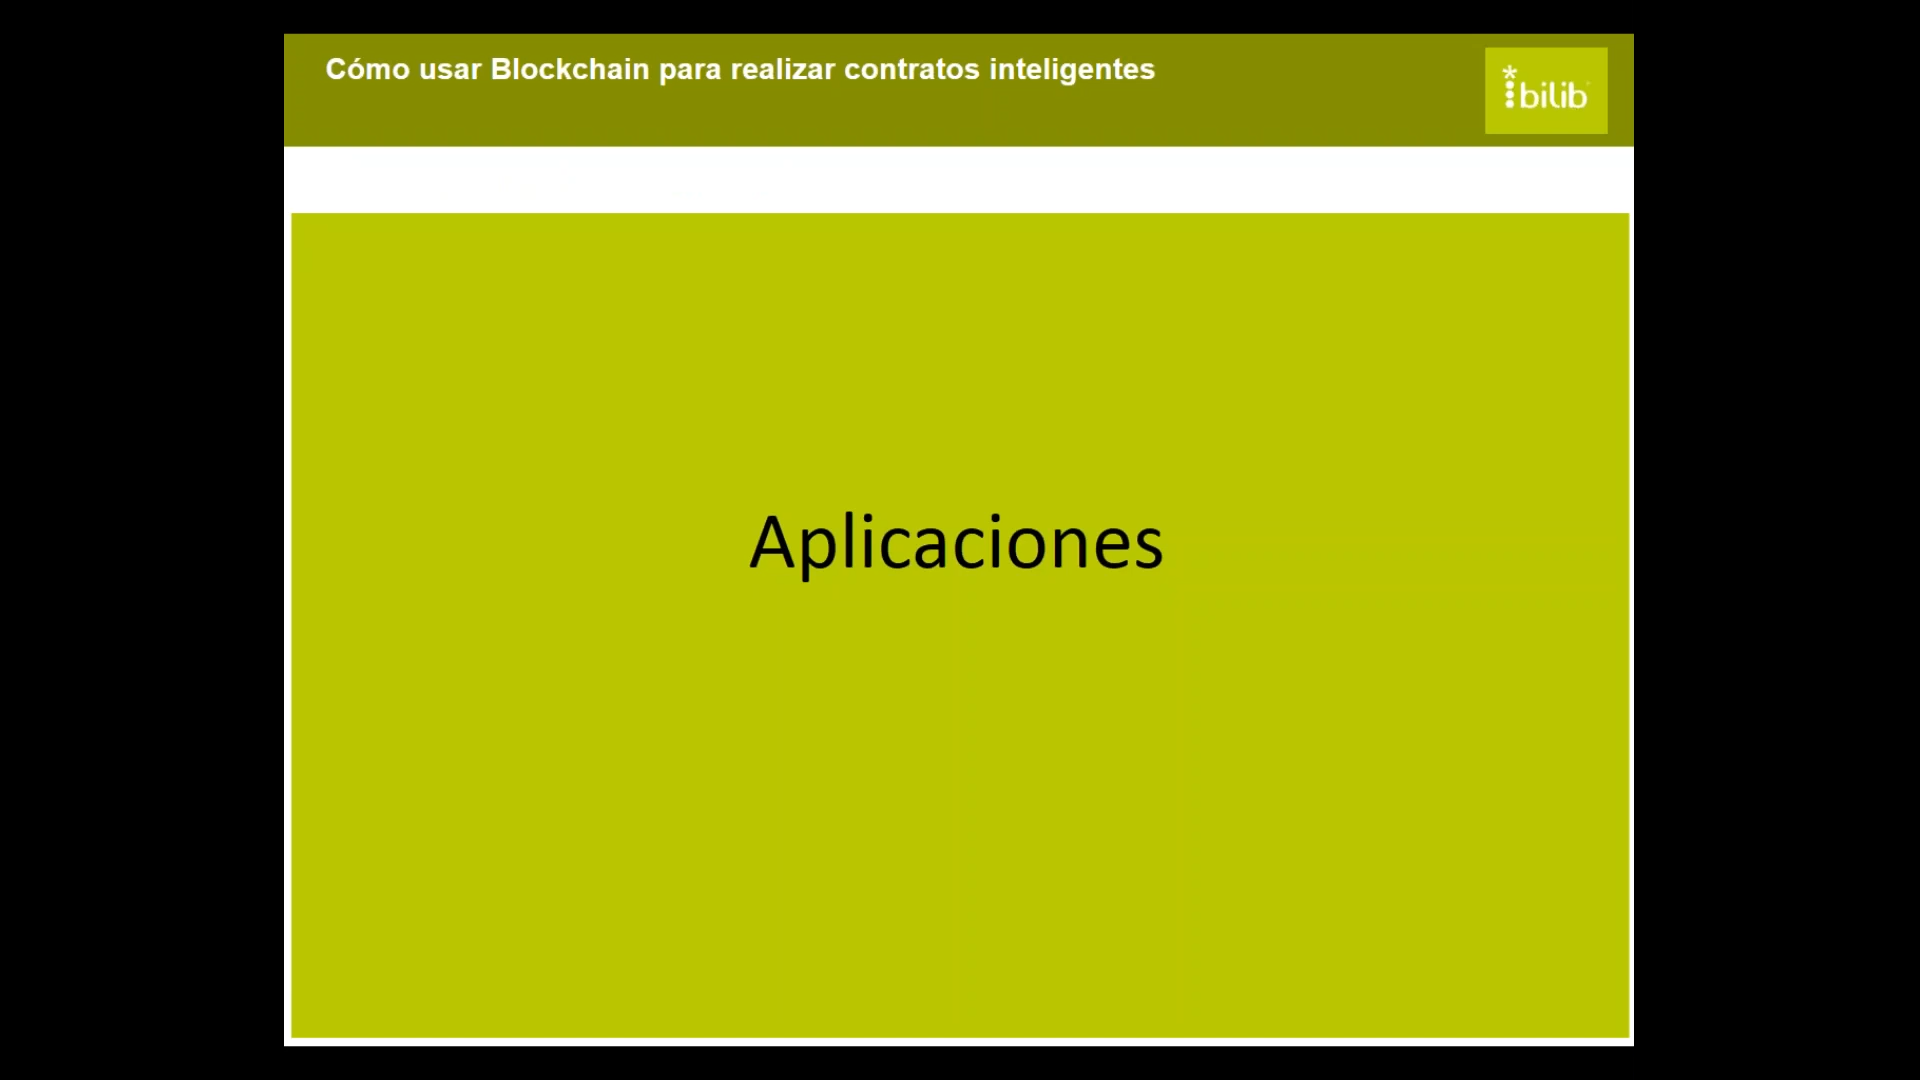 Cómo usar Blockchain para realizar contratos inteligentes
bilib
Aplicaciones